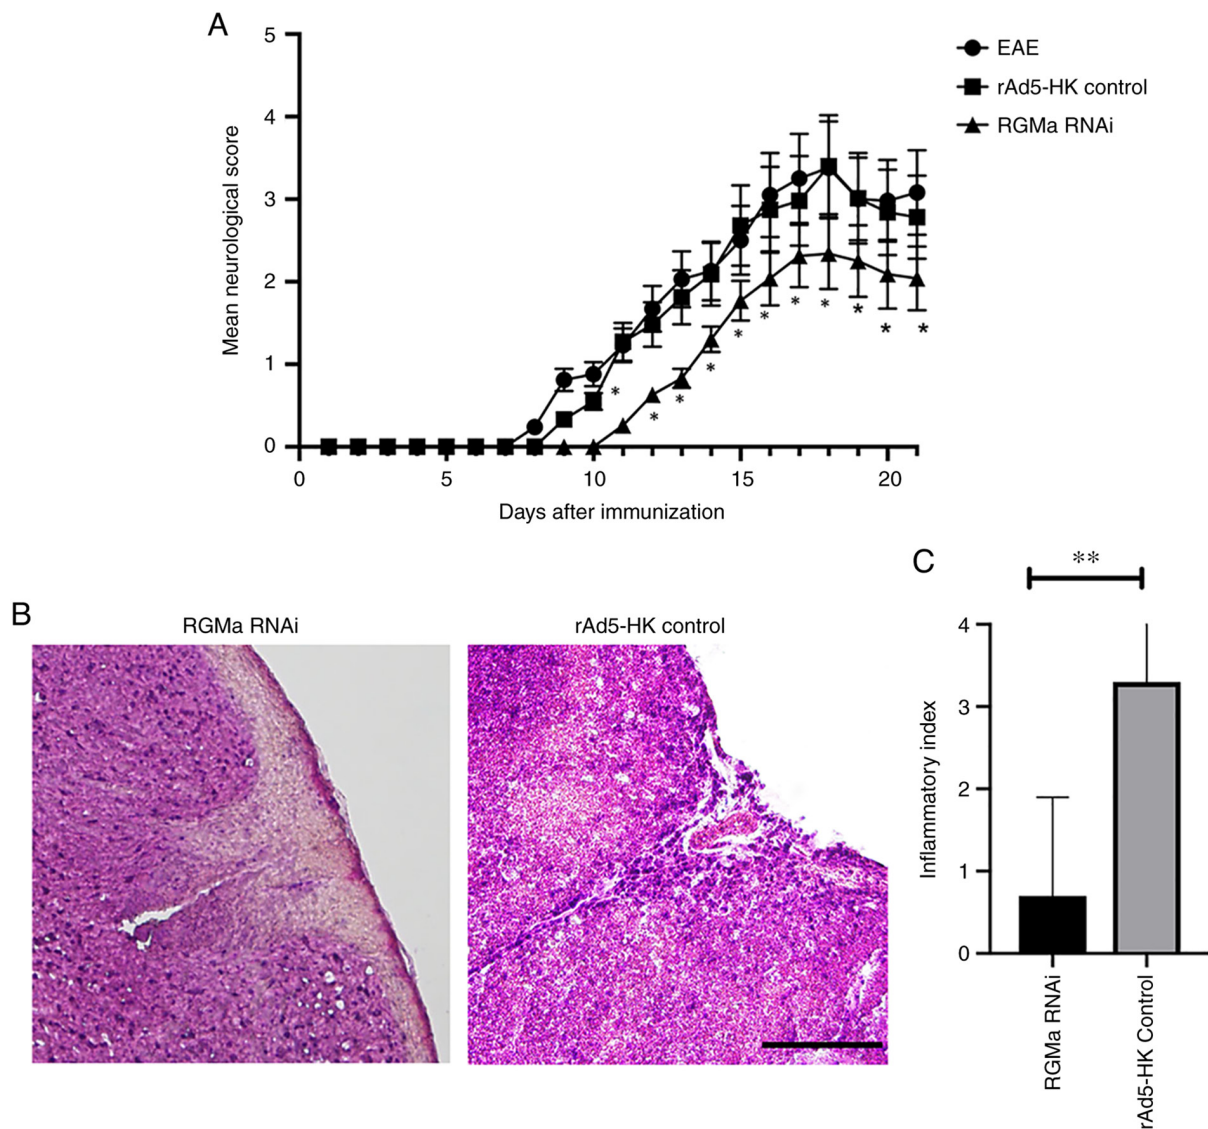 A
5
4
3
2
1
0
Mean neurological score
0 5 10 15 20
Days after immunization
EAE
rAd5-HK control
RGMa RNAi
* * * * * * * * * * *
B
RGMa RNAi
rAd5-HK control
C
**
4
3
2
1
0
Inflammatory index
RGMa RNAi
rAd5-HK Control